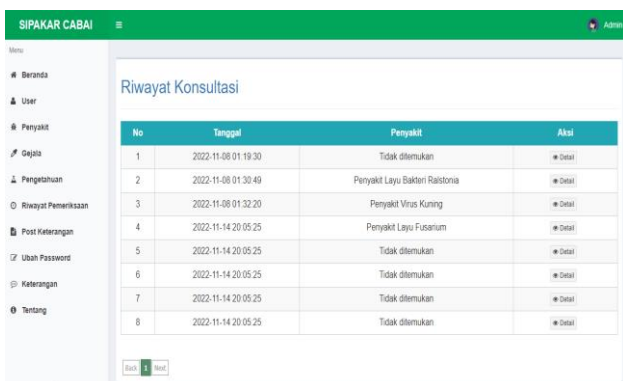 SIPAKAR CABAI
Admin
Menu
Beranda
User
Penyakit
Gejala
Pengetahuan
Riwayat Pemeriksaan
Post Keterangan
Ubah Password
Keterangan
Tentang
Riwayat Konsultasi
No Tanggal Penyakit Aksi
1 2022-11-08 01:19:30 Tidak ditemukan Detail
2 2022-11-08 01:30:49 Penyakit Layu Bakteri Ralstonia Detail
3 2022-11-08 01:32:20 Penyakit Virus Kuning Detail
4 2022-11-14 20:05:25 Penyakit Layu Fusarium Detail
5 2022-11-14 20:05:25 Tidak ditemukan Detail
6 2022-11-14 20:05:25 Tidak ditemukan Detail
7 2022-11-14 20:05:25 Tidak ditemukan Detail
8 2022-11-14 20:05:25 Tidak ditemukan Detail
Back 1 Next